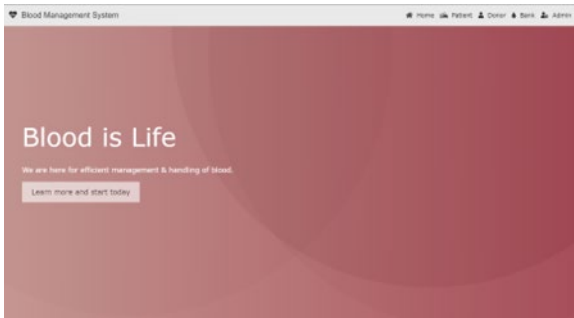 Blood Management System
Home Patient Donor Bank Admin
Blood is Life
We are here for efficient management & handling of blood.
Learn more and start today